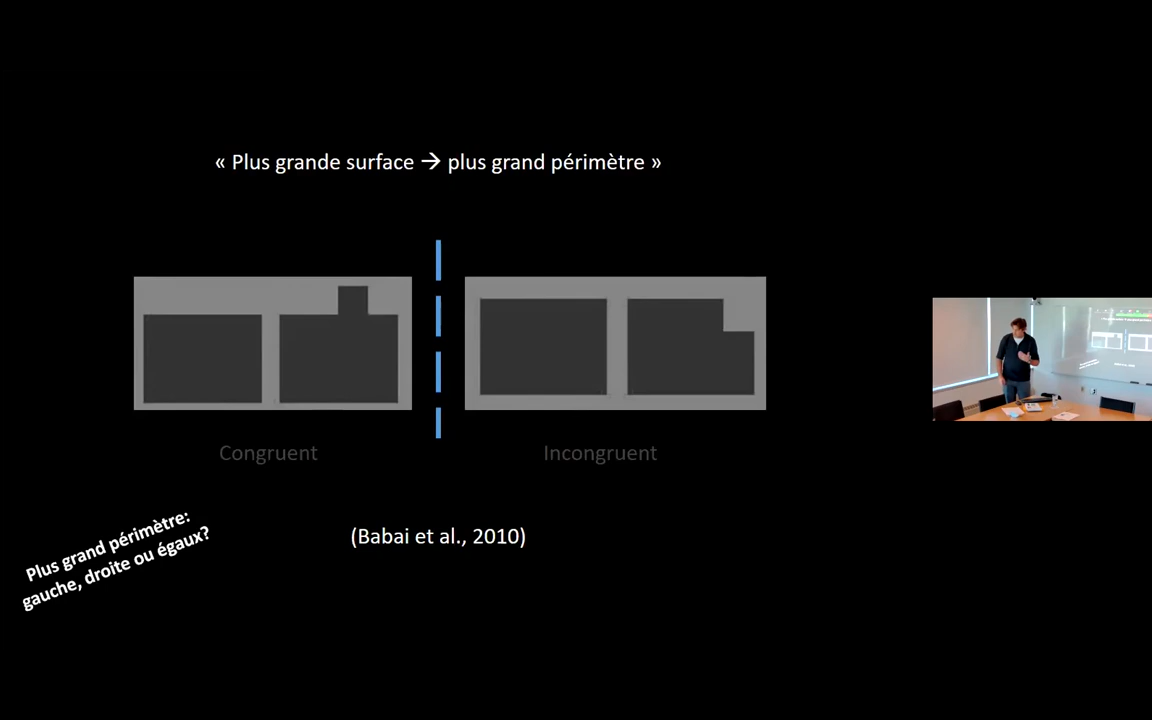 « Plus grande surface → plus grand périmètre »
Congruent
Incongruent
Plus grand périmètre:
gauche, droite ou égaux?
(Babai et al., 2010)